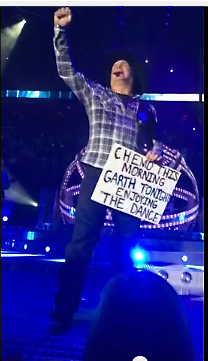 CHEMO THIS
MORNING
GARTH TONIGHT
ENJOYING
THE DANCE